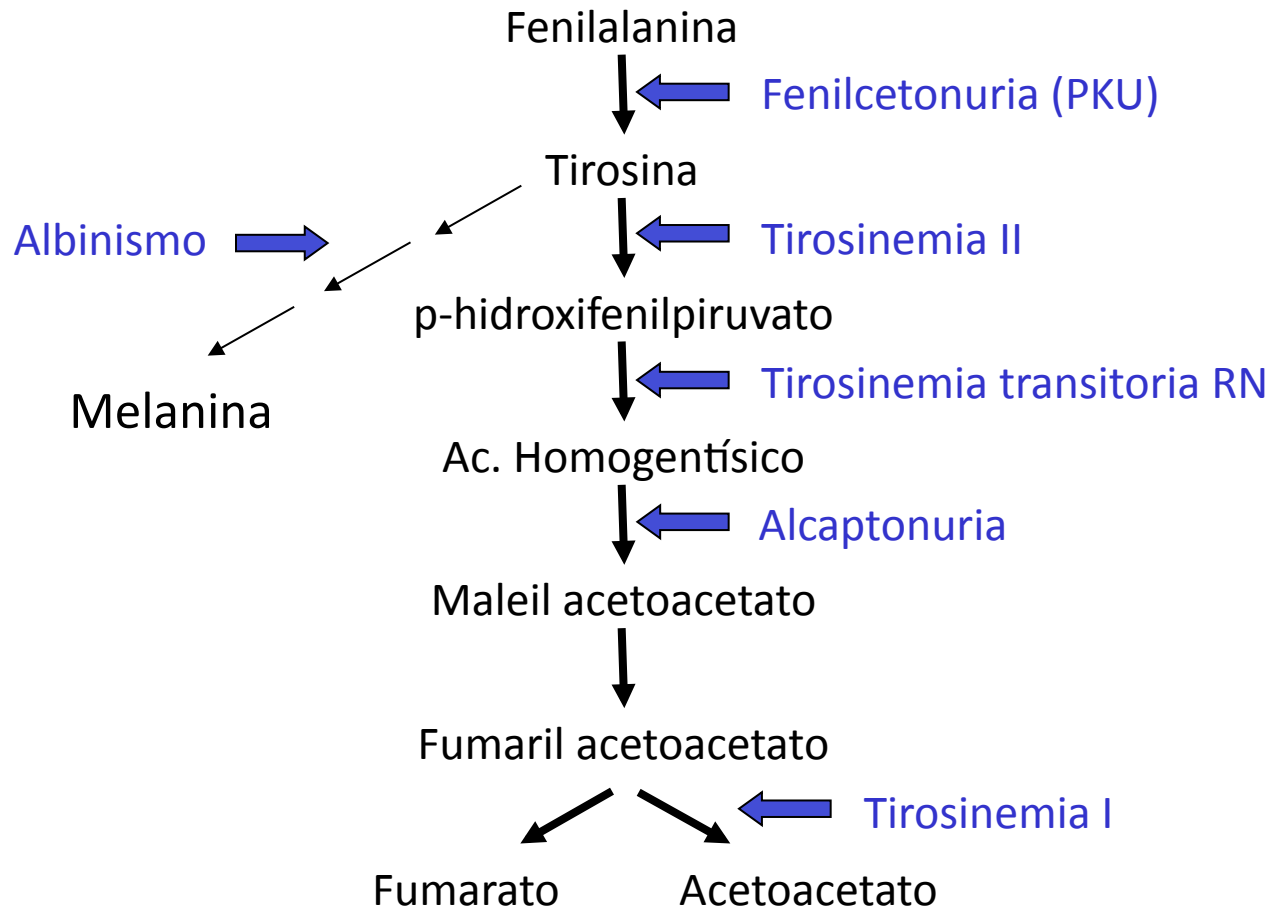 Fenilalanina
Fenilcetonuria (PKU)
Tirosina
Albinismo
Tirosinemia II
p-hidroxifenilpiruvato
Tirosinemia transitoria RN
Melanina
Ac. Homogentísico
Alcaptonuria
Maleil acetoacetato
Fumaril acetoacetato
Tirosinemia I
Fumarato
Acetoacetato